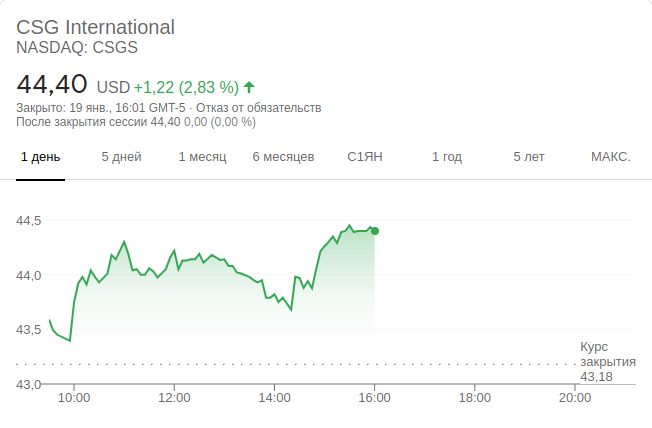 CSG International
NASDAQ: CSGS
44,40 USD +1,22 (2,83 %)
Закрыто: 19 янв., 16:01 GMT-5 · Отказ от обязательств
После закрытия сессии 44,40 0,00 (0,00 %)
1 день 5 дней 1 месяц 6 месяцев С1ЯН 1 год 5 лет МАКС.
44,5
44,0
43,5
Курс
закрытия
43,18
43,0
10:00 12:00 14:00 16:00 18:00 20:00